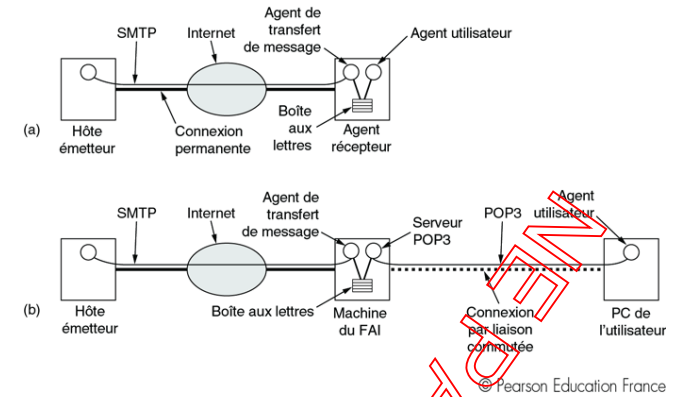 Agent de
transfert
de message
SMTP
Internet
Agent utilisateur
Boîte
aux
lettres
(a)
Hôte
émetteur
Connexion
permanente
Agent
récepteur
Agent de
transfert
de message
SMTP
Internet
Serveur
POP3
POP3
Agent
utilisateur
(b)
Hôte
émetteur
Boîte aux lettres
Machine
du FAI
Connexion
par liaison
commutée
PC de
l'utilisateur
© Pearson Education France